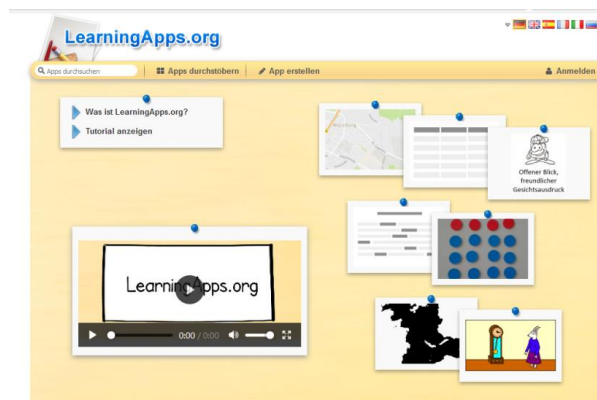 LearningApps.org
Apps durchsuchen
Apps durchstöbern
App erstellen
Anmelden
Was ist LearningApps.org?
Tutorial anzeigen
Offener Blick,
freundlicher
Gesichtsausdruck
LearningApps.org
0:00 / 0:00